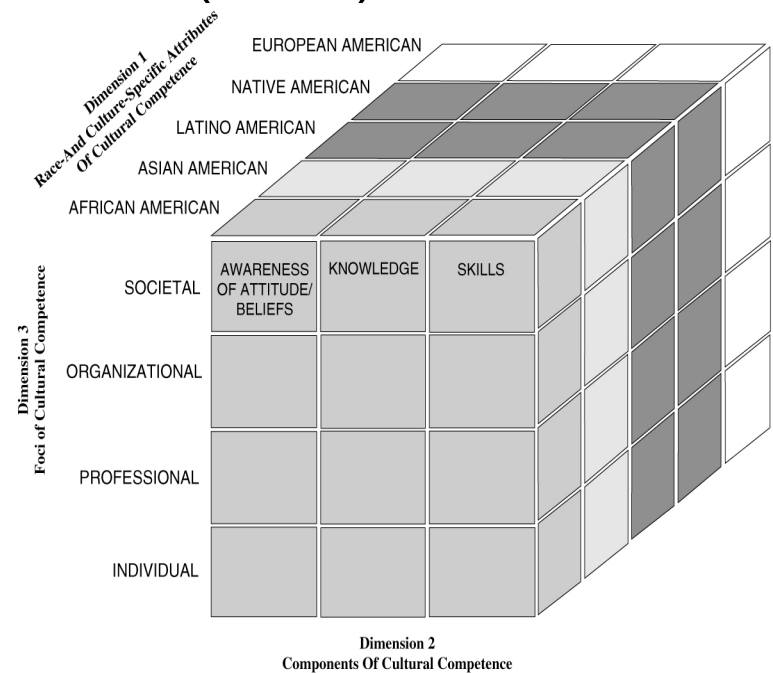 EUROPEAN AMERICAN
NATIVE AMERICAN
LATINO AMERICAN
ASIAN AMERICAN
AFRICAN AMERICAN
Dimension 1
Race-And Culture-Specific Attributes
Of Cultural Competence
AWARENESS
OF ATTITUDE/
BELIEFS
KNOWLEDGE
SKILLS
SOCIETAL
ORGANIZATIONAL
PROFESSIONAL
INDIVIDUAL
Dimension 3
Foci of Cultural Competence
Dimension 2
Components Of Cultural Competence